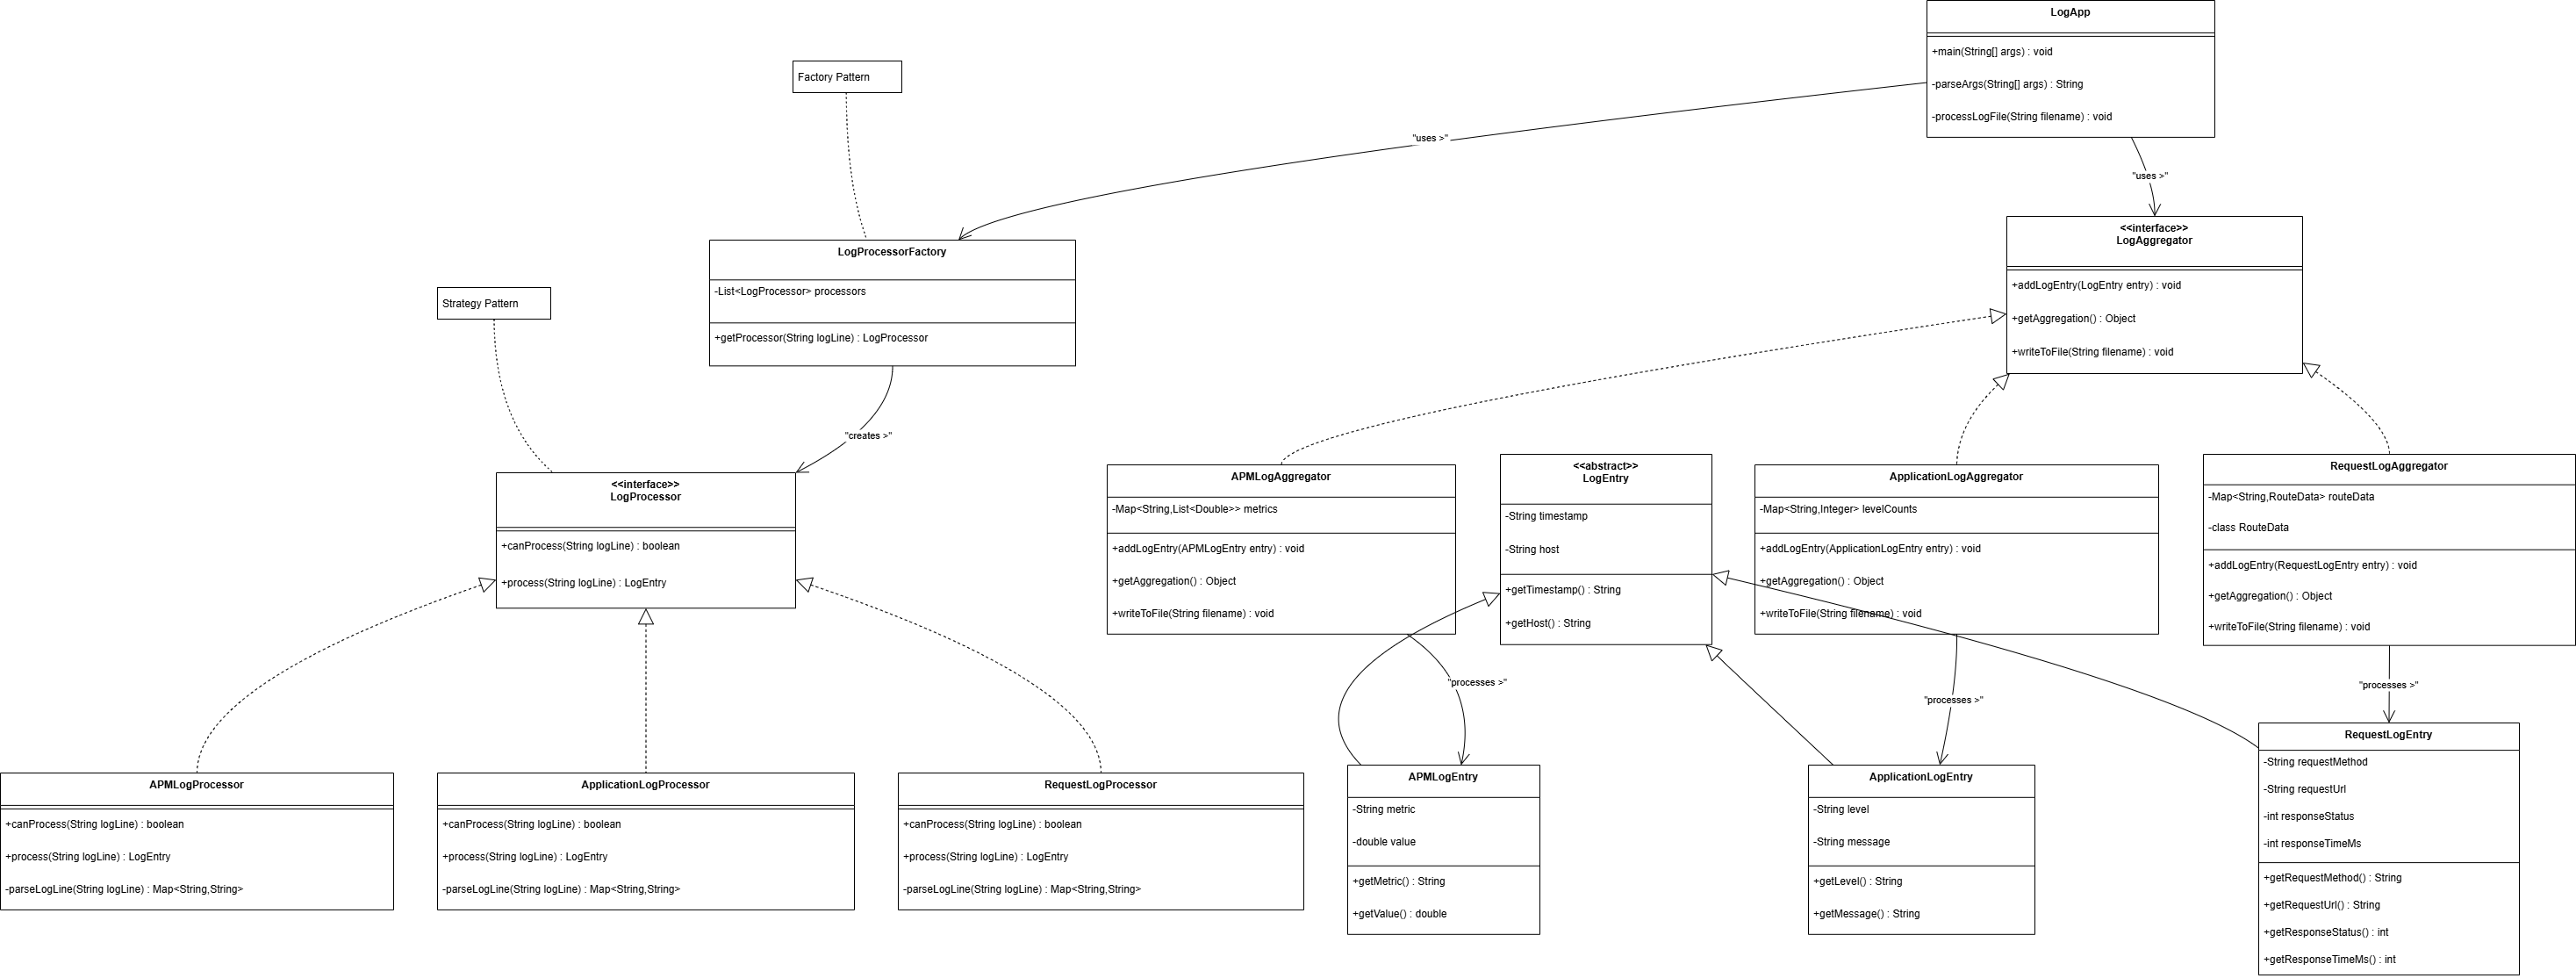 LogApp
+main(String[] args) : void
-parseArgs(String[] args) : String
-processLogFile(String filename) : void
Factory Pattern
"uses >"
"uses >"
LogProcessorFactory
-List<LogProcessor> processors
+getProcessor(String logLine) : LogProcessor
<<interface>>
LogAggregator
+addLogEntry(LogEntry entry) : void
+getAggregation() : Object
+writeToFile(String filename) : void
Strategy Pattern
"creates >"
<<interface>>
LogProcessor
+canProcess(String logLine) : boolean
+process(String logLine) : LogEntry
APMLogAggregator
-Map<String,List<Double>> metrics
+addLogEntry(APMLogEntry entry) : void
+getAggregation() : Object
+writeToFile(String filename) : void
<<abstract>>
LogEntry
-String timestamp
-String host
+getTimestamp() : String
+getHost() : String
ApplicationLogAggregator
-Map<String,Integer> levelCounts
+addLogEntry(ApplicationLogEntry entry) : void
+getAggregation() : Object
+writeToFile(String filename) : void
RequestLogAggregator
-Map<String,RouteData> routeData
-class RouteData
+addLogEntry(RequestLogEntry entry) : void
+getAggregation() : Object
+writeToFile(String filename) : void
"processes >"
"processes >"
"processes >"
APMLogProcessor
+canProcess(String logLine) : boolean
+process(String logLine) : LogEntry
-parseLogLine(String logLine) : Map<String,String>
ApplicationLogProcessor
+canProcess(String logLine) : boolean
+process(String logLine) : LogEntry
-parseLogLine(String logLine) : Map<String,String>
RequestLogProcessor
+canProcess(String logLine) : boolean
+process(String logLine) : LogEntry
-parseLogLine(String logLine) : Map<String,String>
APMLogEntry
-String metric
-double value
+getMetric() : String
+getValue() : double
ApplicationLogEntry
-String level
-String message
+getLevel() : String
+getMessage() : String
RequestLogEntry
-String requestMethod
-String requestUrl
-int responseStatus
-int responseTimeMs
+getRequestMethod() : String
+getRequestUrl() : String
+getResponseStatus() : int
+getResponseTimeMs() : int